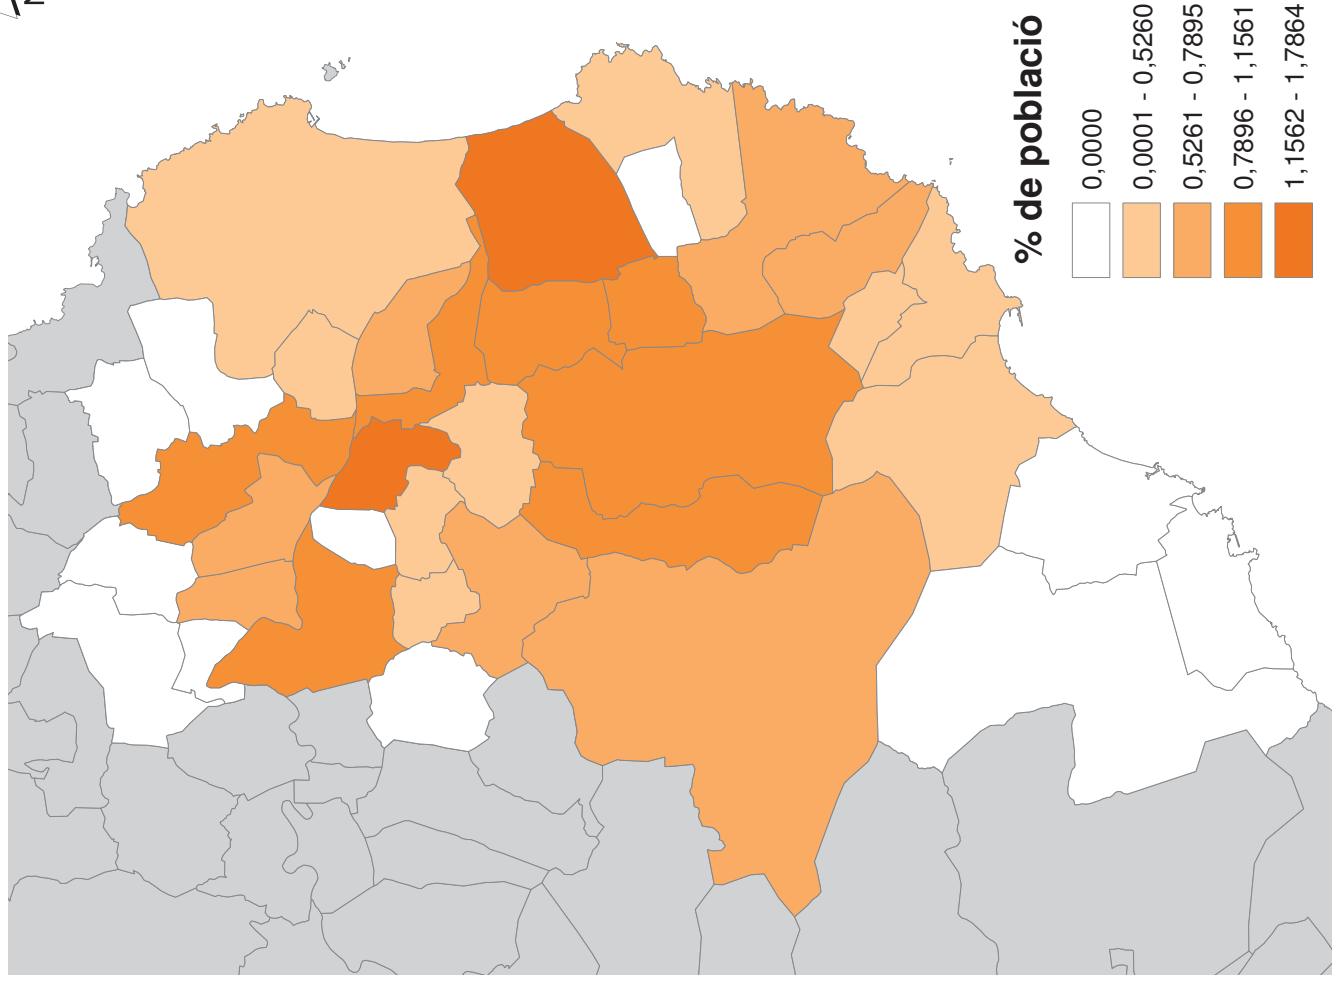 % de població
0,0000
0,0001 - 0,5260
0,5261 - 0,7895
0,7896 - 1,1561
1,1562 - 1,7864